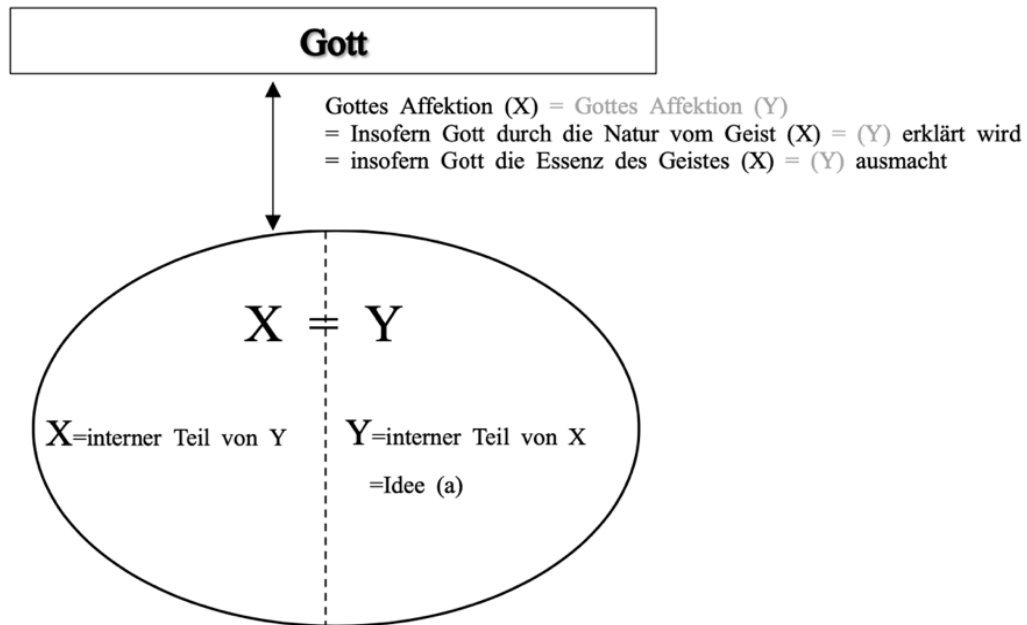 Gott
Gottes Affektion (X) = Gottes Affektion (Y)
= Insofern Gott durch die Natur vom Geist (X) = (Y) erklärt wird
= insofern Gott die Essenz des Geistes (X) = (Y) ausmacht
X = Y
X=interner Teil von Y
Y=interner Teil von X
=Idee (a)